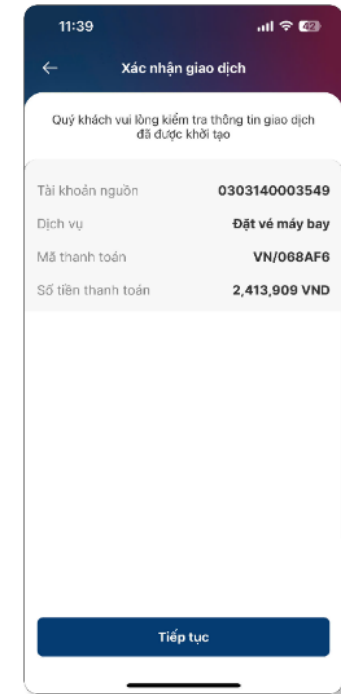 11:39
42
Xác nhận giao dịch
Quý khách vui lòng kiểm tra thông tin giao dịch
đã được khởi tạo
Tài khoản nguồn 0303140003549
Dịch vụ Đặt vé máy bay
Mã thanh toán VN/068AF6
Số tiền thanh toán 2,413,909 VND
Tiếp tục